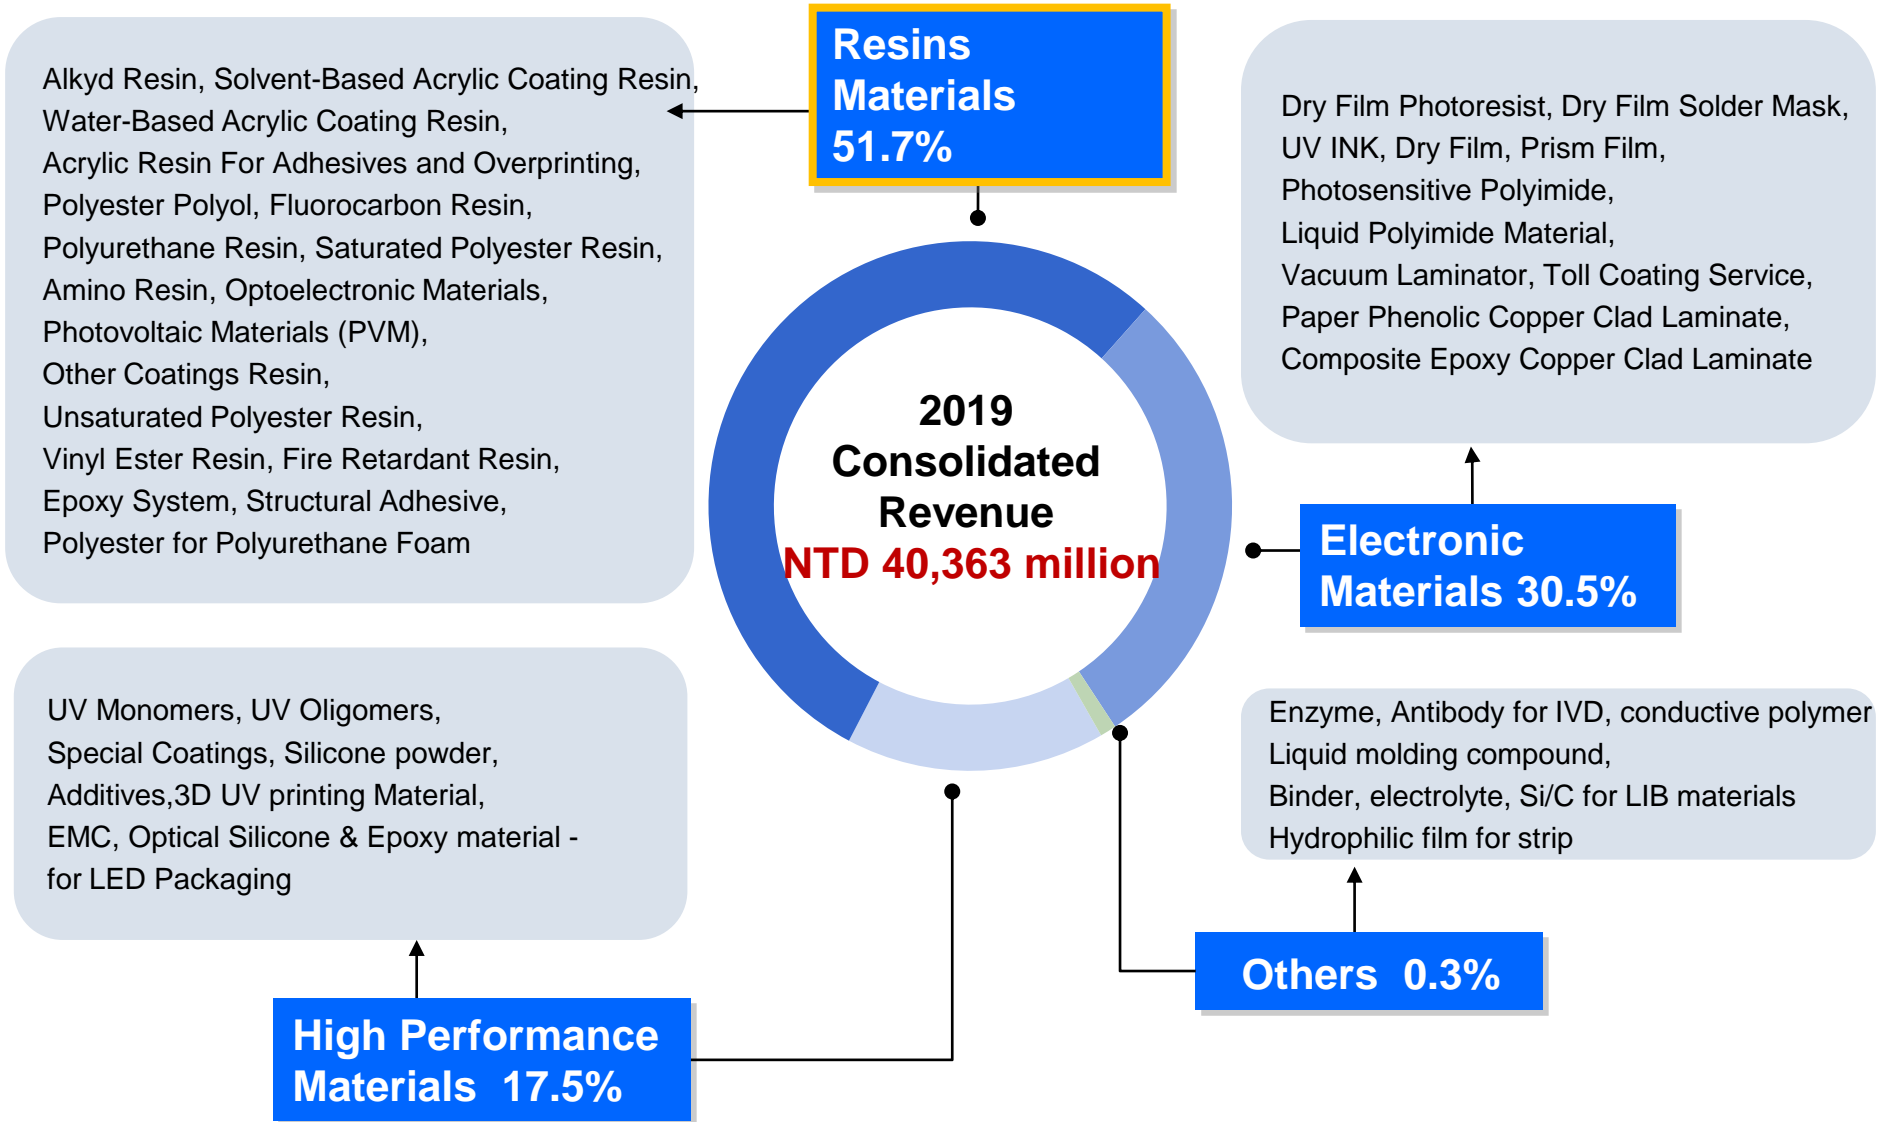 Resins
Materials
51.7%
Alkyd Resin, Solvent-Based Acrylic Coating Resin,
Water-Based Acrylic Coating Resin,
Acrylic Resin For Adhesives and Overprinting,
Polyester Polyol, Fluorocarbon Resin,
Polyurethane Resin, Saturated Polyester Resin,
Amino Resin, Optoelectronic Materials,
Photovoltaic Materials (PVM),
Other Coatings Resin,
Unsaturated Polyester Resin,
Vinyl Ester Resin, Fire Retardant Resin,
Epoxy System, Structural Adhesive,
Polyester for Polyurethane Foam
Dry Film Photoresist, Dry Film Solder Mask,
UV INK, Dry Film, Prism Film,
Photosensitive Polyimide,
Liquid Polyimide Material,
Vacuum Laminator, Toll Coating Service,
Paper Phenolic Copper Clad Laminate,
Composite Epoxy Copper Clad Laminate
2019
Consolidated
Revenue
NTD 40,363 million
Electronic
Materials 30.5%
UV Monomers, UV Oligomers,
Special Coatings, Silicone powder,
Additives,3D UV printing Material,
EMC, Optical Silicone & Epoxy material -
for LED Packaging
Enzyme, Antibody for IVD, conductive polymer
Liquid molding compound,
Binder, electrolyte, Si/C for LIB materials
Hydrophilic film for strip
Others 0.3%
High Performance
Materials 17.5%